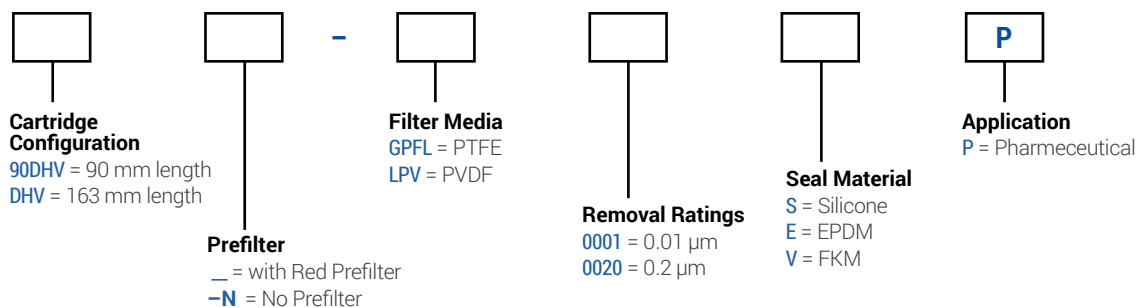 P
–
Cartridge
Configuration
90DHV = 90 mm length
DHV = 163 mm length
Prefilter
_ = with Red Prefilter
–N = No Prefilter
Filter Media
GPFL = PTFE
LPV = PVDF
Removal Ratings
0001 = 0.01 µm
0020 = 0.2 µm
Seal Material
S = Silicone
E = EPDM
V = FKM
Application
P = Pharmeceutical